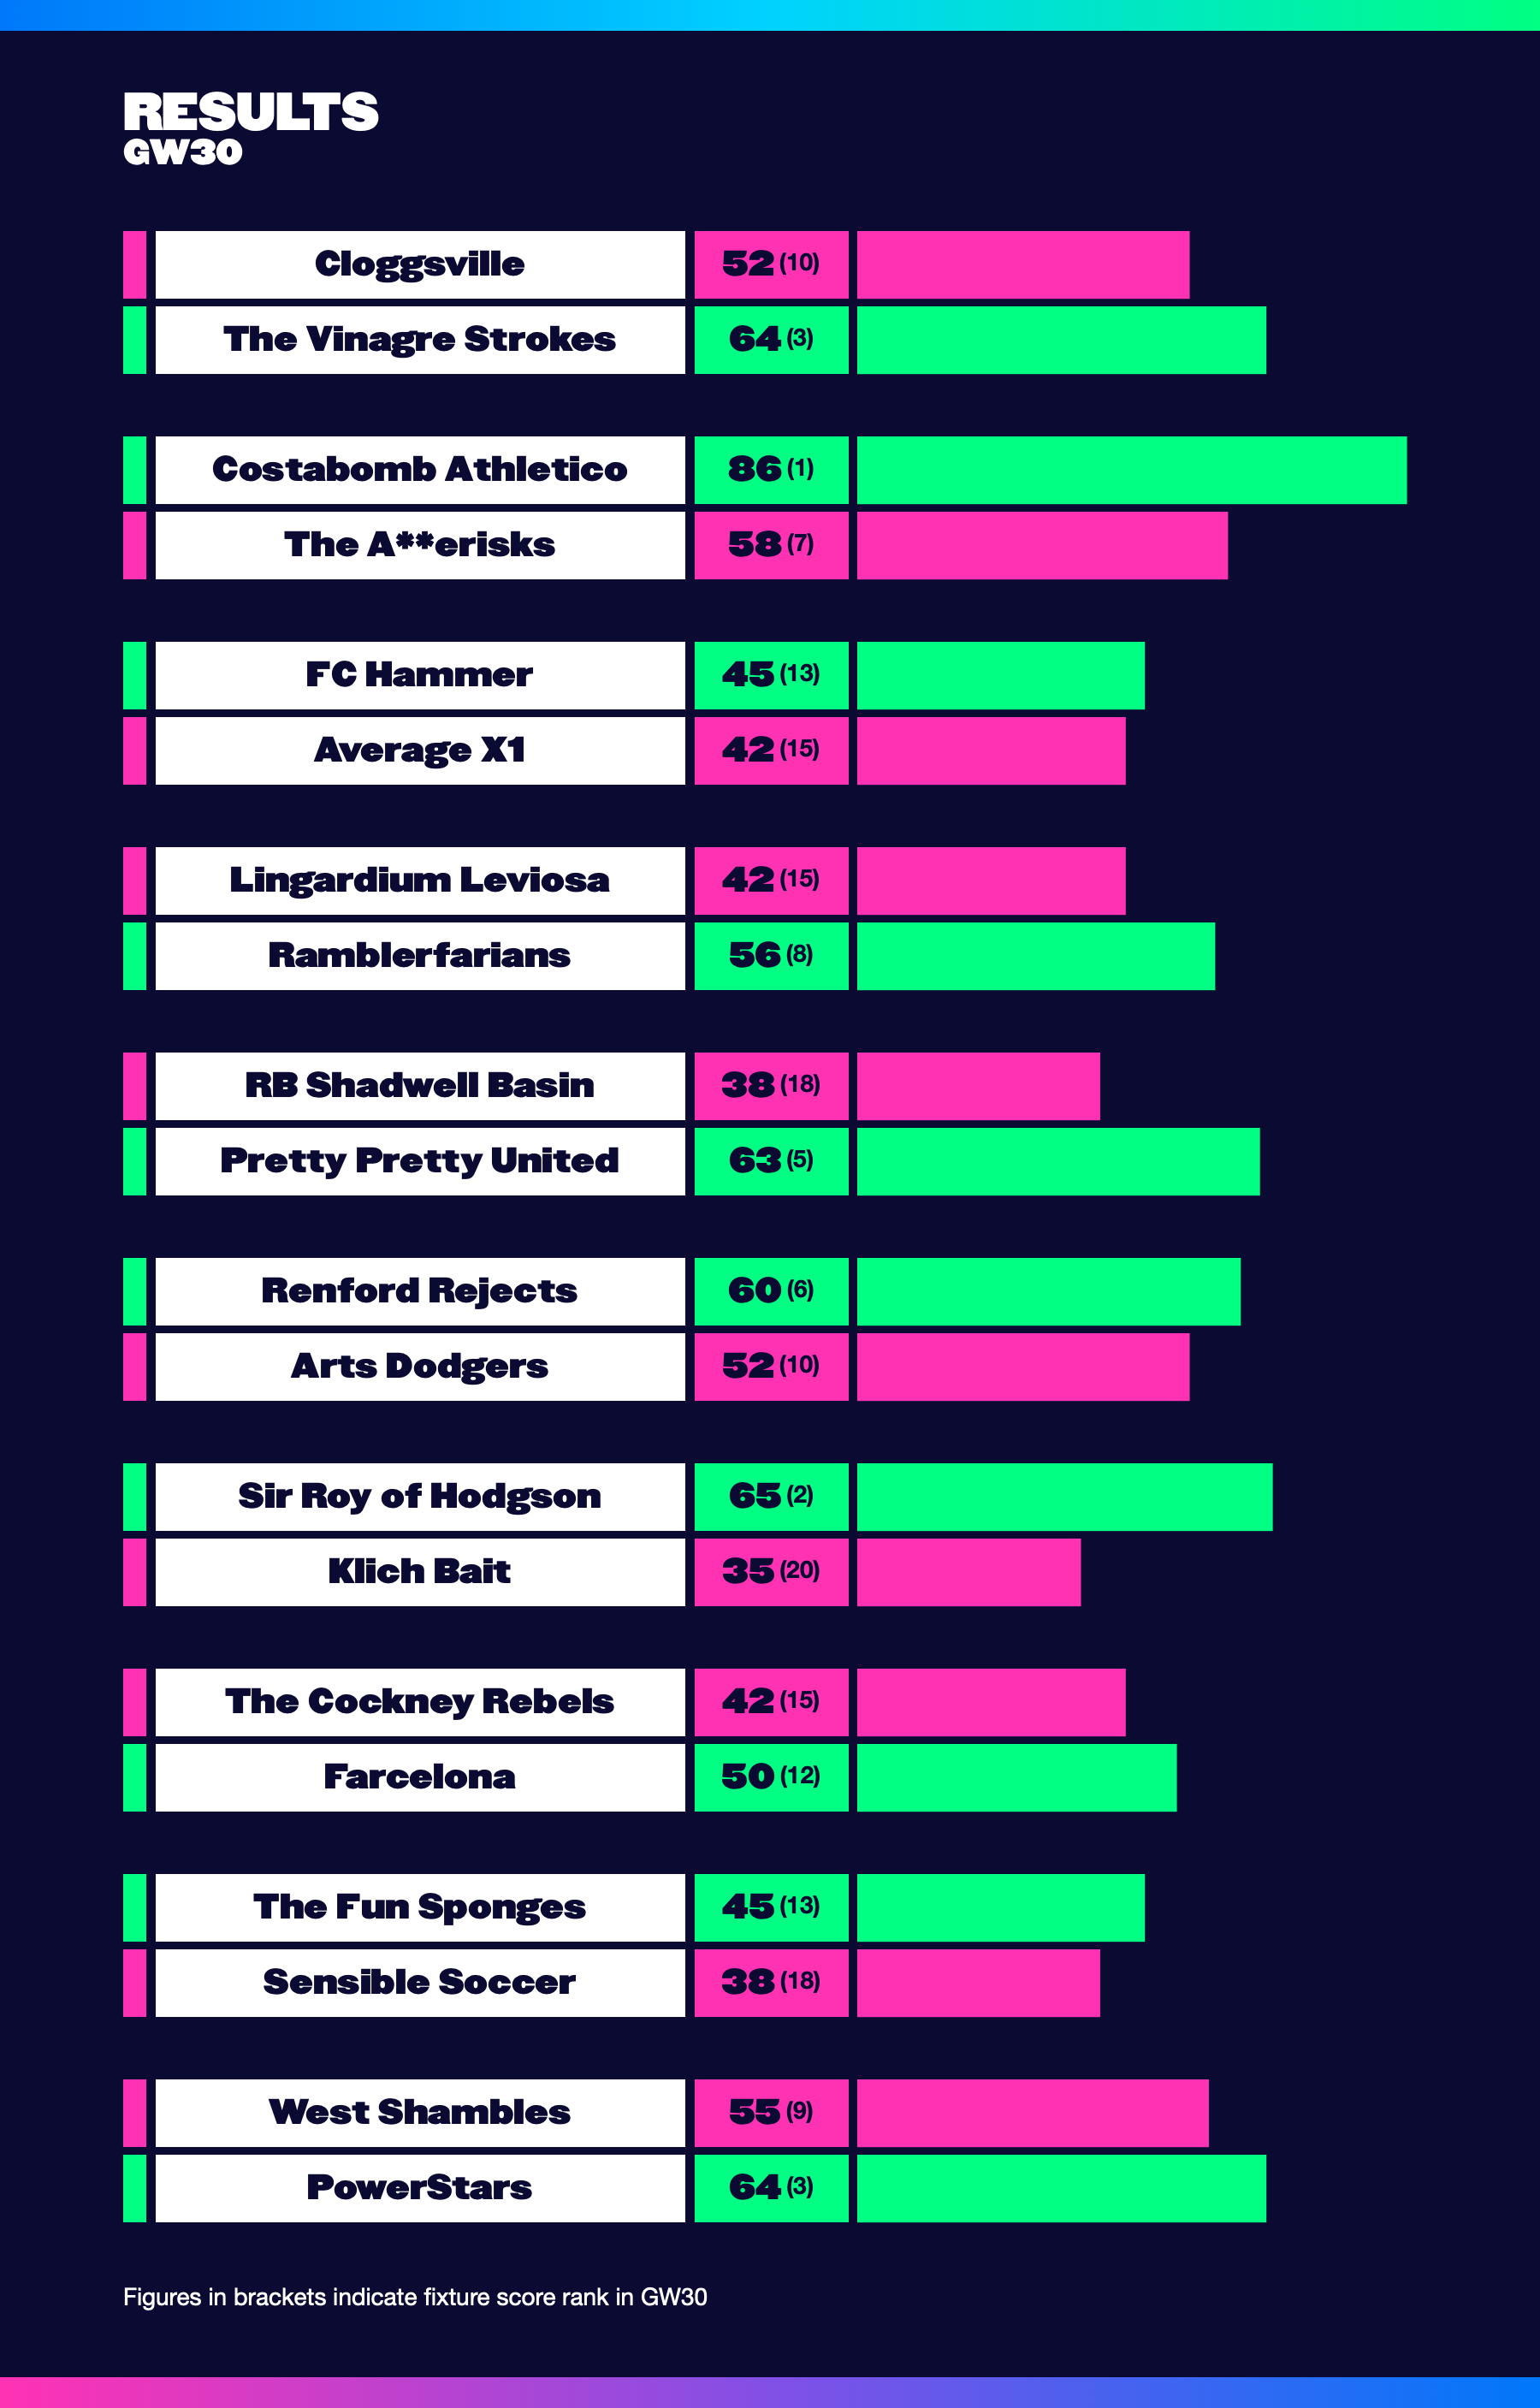 RESULTS
GW30
Cloggsville 52 (10)
The Vinagre Strokes 64 (3)
Costabomb Athletico 86 (1)
The A**erisks 58 (7)
FC Hammer 45 (13)
Average X1 42 (15)
Lingardium Leviosa 42 (15)
Ramblerfarians 56 (8)
RB Shadwell Basin 38 (18)
Pretty Pretty United 63 (5)
Renford Rejects 60 (6)
Arts Dodgers 52 (10)
Sir Roy of Hodgson 65 (2)
Klich Bait 35 (20)
The Cockney Rebels 42 (15)
Farcelona 50 (12)
The Fun Sponges 45 (13)
Sensible Soccer 38 (18)
West Shambles 55 (9)
PowerStars 64 (3)
Figures in brackets indicate fixture score rank in GW30